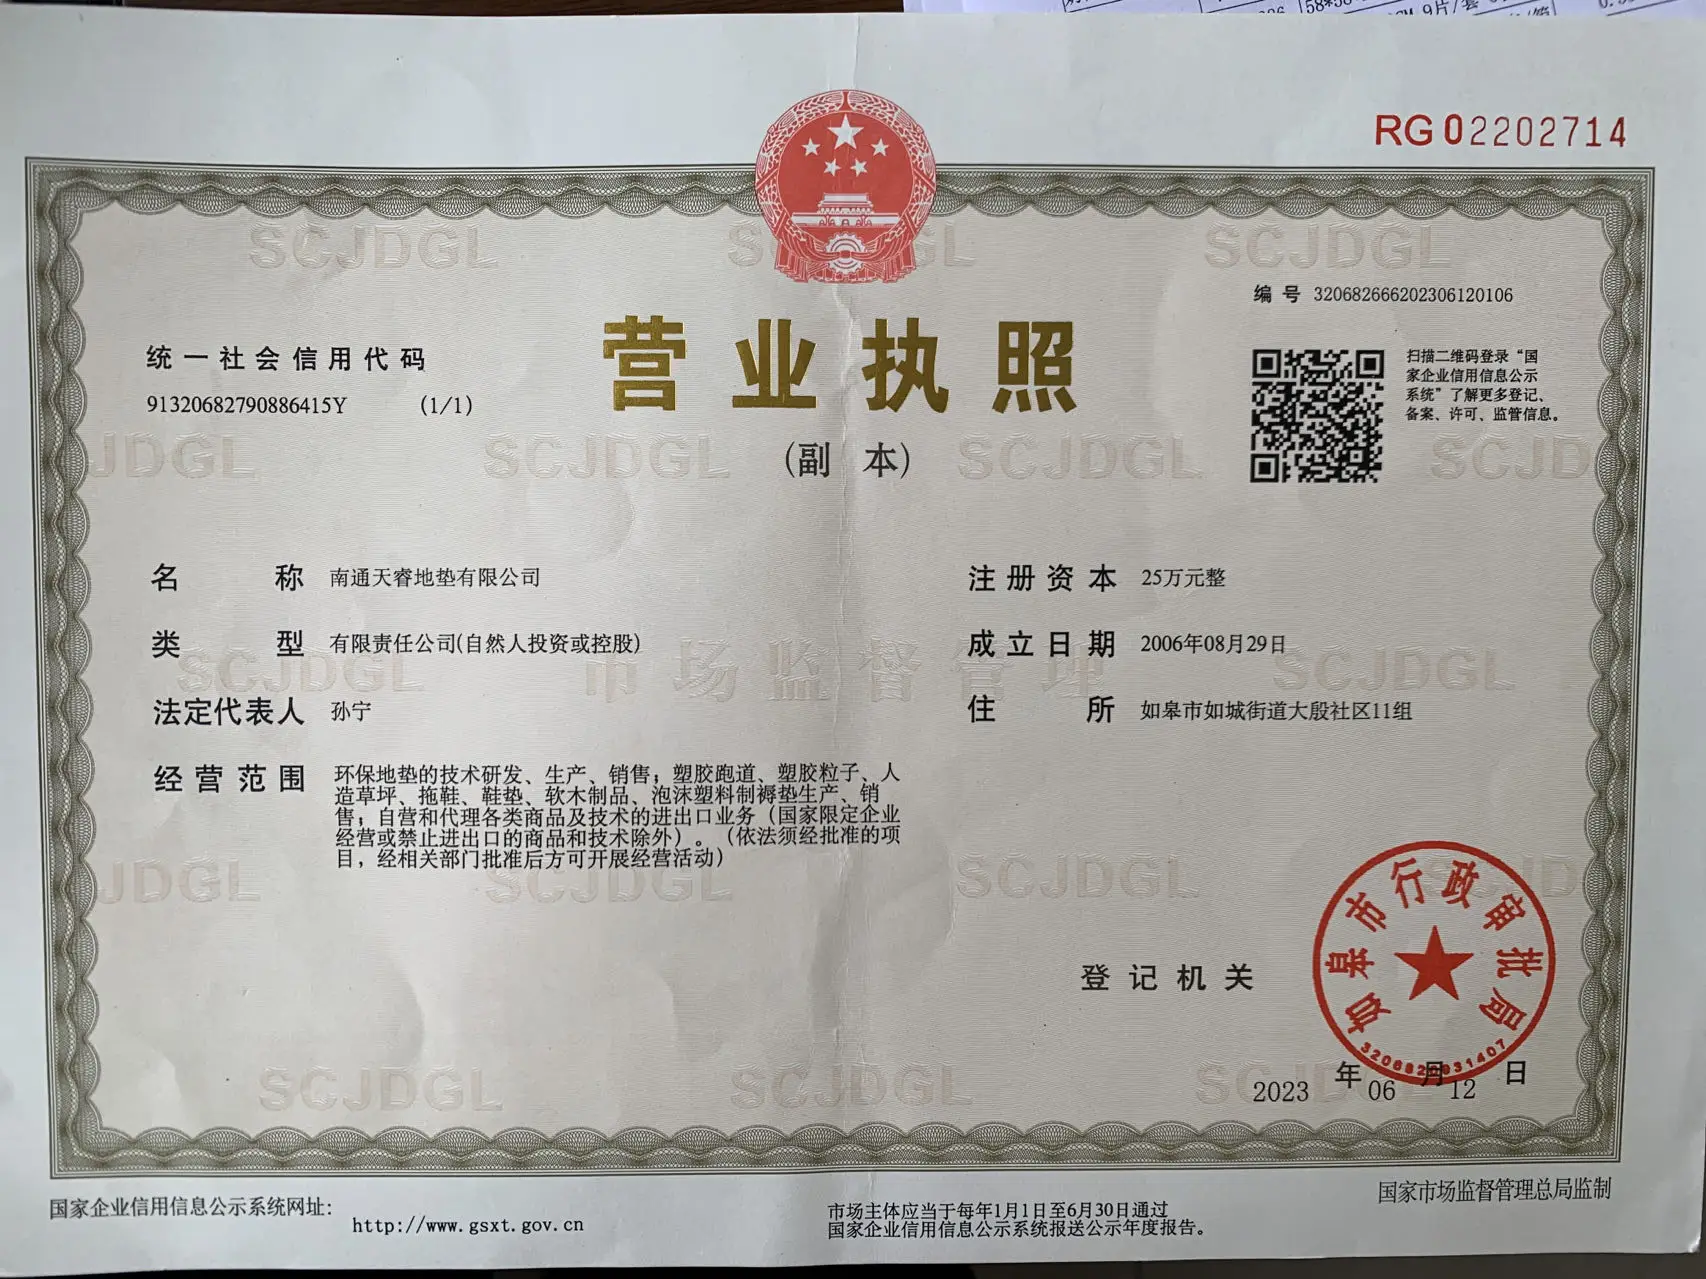 RG 02202714
编号 320682666202306120106
统一社会信用代码
91320682790886415Y (1/1)
营业执照
(副 本)
扫描二维码登录“国
家企业信用信息公示
系统”了解更多登记、
备案、许可、监管信息。
名称 南通天睿地垫有限公司
类型 有限责任公司(自然人投资或控股)
法定代表人 孙宁
经营范围 环保地垫的技术研发、生产、销售;塑胶跑道、塑胶粒子、人
造草坪、拖鞋、鞋垫、软木制品、泡沫塑料制褥垫生产、销
售;自营和代理各类商品及技术的进出口业务(国家限定企业
经营或禁止进出口的商品和技术除外)。(依法须经批准的项
目,经相关部门批准后方可开展经营活动)
注册资本 25万元整
成立日期 2006年08月29日
住所 如皋市如城街道大殷社区11组
登记机关
如皋市行政审批局
2023 年 06 月 12 日
国家企业信用信息公示系统网址:
http://www.gsxt.gov.cn
市场主体应当于每年1月1日至6月30日通过
国家企业信用信息公示系统报送公示年度报告。
国家市场监督管理总局监制
SCJDGL
市场监督管理